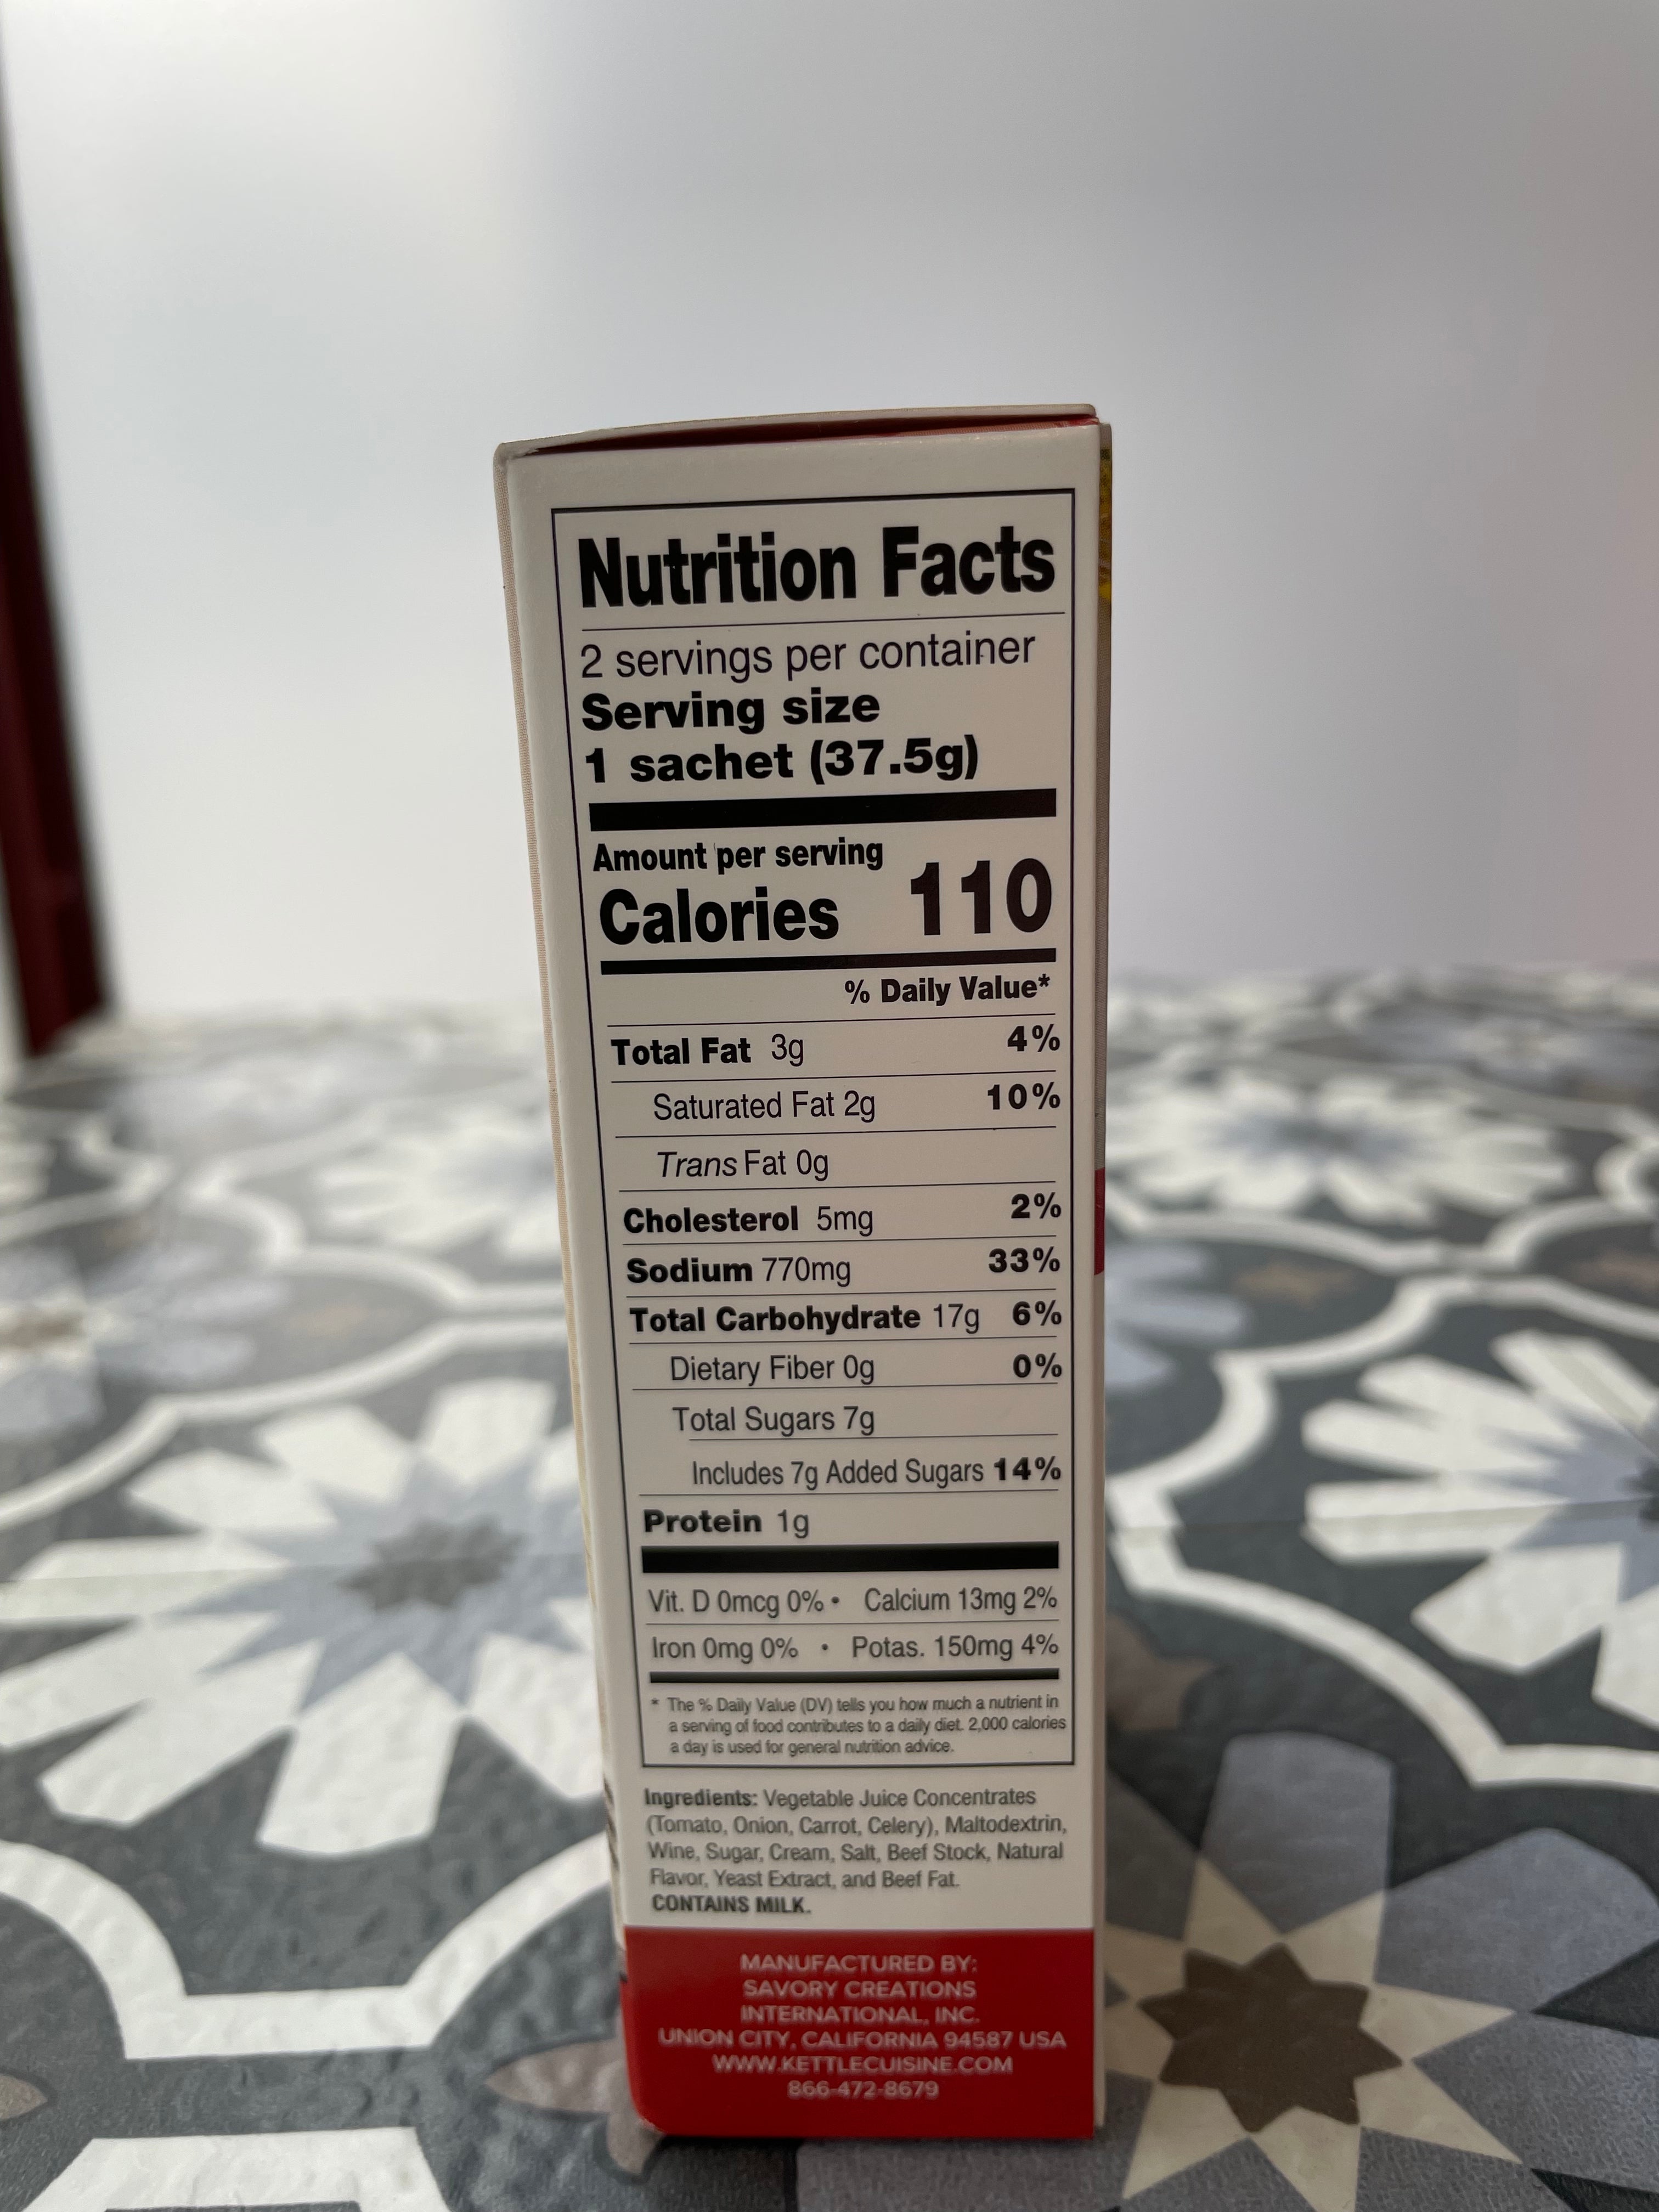 Nutrition Facts
2 servings per container
Serving size
1 sachet (37.5g)
Amount per serving
Calories 110
% Daily Value*
Total Fat 3g 4%
Saturated Fat 2g 10%
Trans Fat 0g
Cholesterol 5mg 2%
Sodium 770mg 33%
Total Carbohydrate 17g 6%
Dietary Fiber 0g 0%
Total Sugars 7g
Includes 7g Added Sugars 14%
Protein 1g
Vit. D 0mcg 0% • Calcium 13mg 2%
Iron 0mg 0% • Potas. 150mg 4%
* The % Daily Value (DV) tells you how much a nutrient in
a serving of food contributes to a daily diet. 2,000 calories
a day is used for general nutrition advice.
Ingredients: Vegetable Juice Concentrates
(Tomato, Onion, Carrot, Celery), Maltodextrin,
Wine, Sugar, Cream, Salt, Beef Stock, Natural
Flavor, Yeast Extract, and Beef Fat.
CONTAINS MILK.
MANUFACTURED BY:
SAVORY CREATIONS
INTERNATIONAL, INC.
UNION CITY, CALIFORNIA 94587 USA
WWW.KETTLECUISINE.COM
866-472-8679